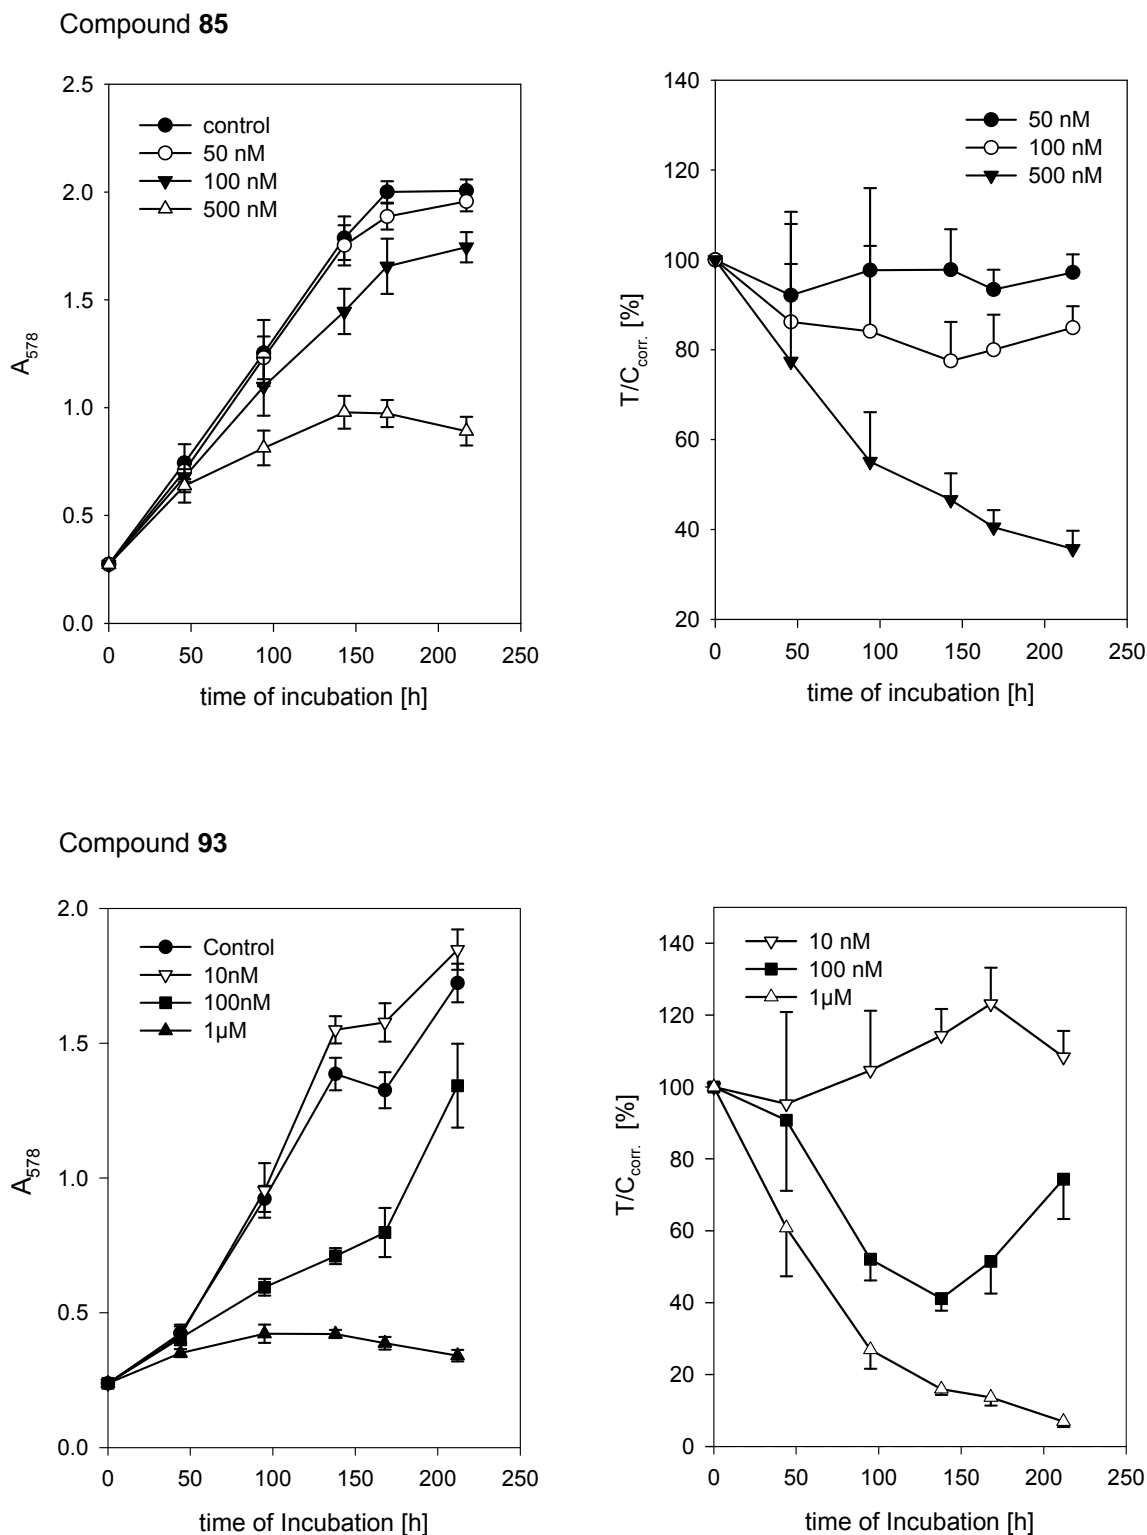 Compound 85
2.5
2.0
1.5
1.0
0.5
0.0
A578
control
50 nM
100 nM
500 nM
0 50 100 150 200 250
time of incubation [h]
140
120
100
80
60
40
20
T/Ccorr. [%]
50 nM
100 nM
500 nM
0 50 100 150 200 250
time of incubation [h]
Compound 93
2.0
1.5
1.0
0.5
0.0
A578
Control
10nM
100nM
1µM
0 50 100 150 200 250
time of Incubation [h]
140
120
100
80
60
40
20
0
T/Ccorr. [%]
10 nM
100 nM
1µM
0 50 100 150 200 250
time of Incubation [h]